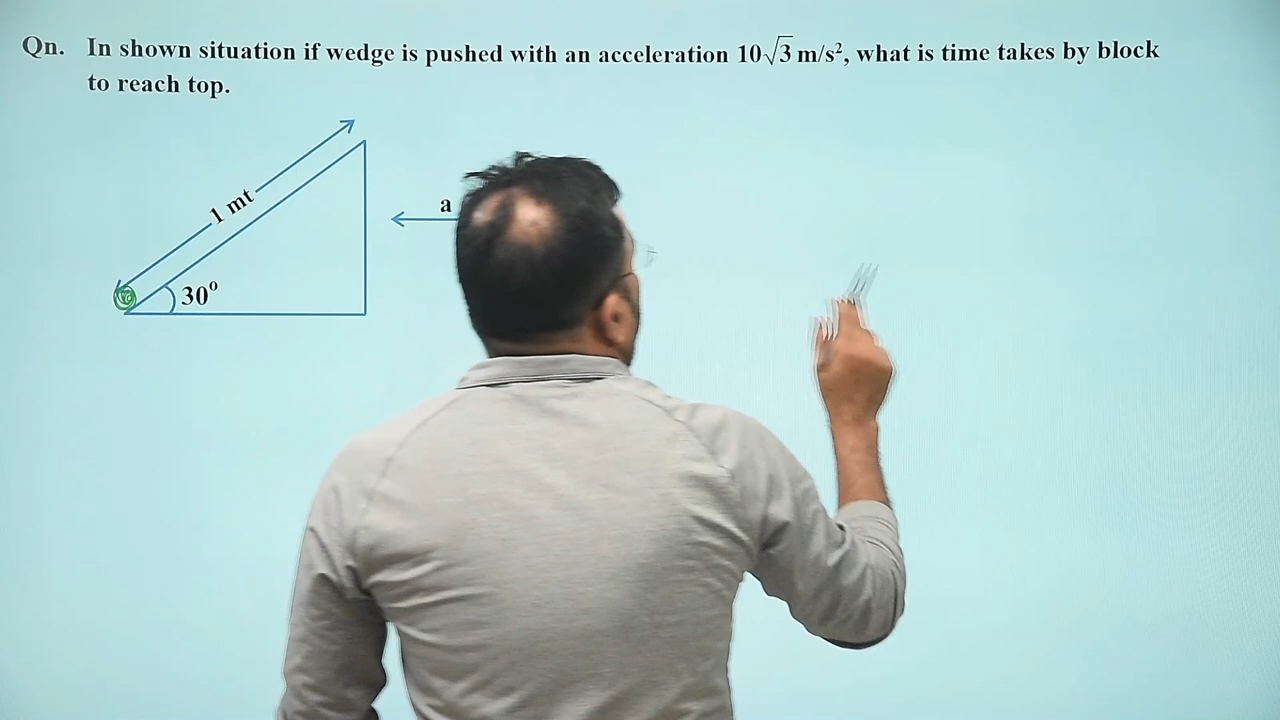 Qn. In shown situation if wedge is pushed with an acceleration 10√3 m/s², what is time takes by block
to reach top.
1 mt
a
30⁰